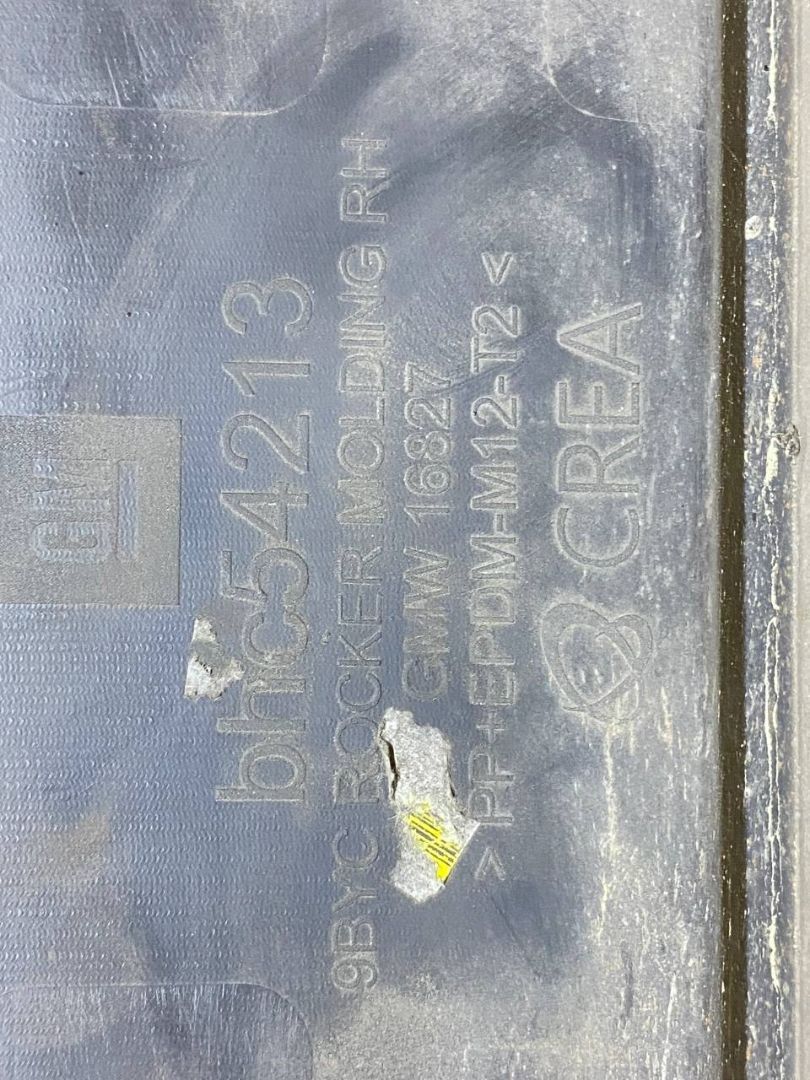 GM
bhc54213
9BYC ROCKER MOLDING RH
GMW 16827
>PP+EPDM-M12-T2<
CREA